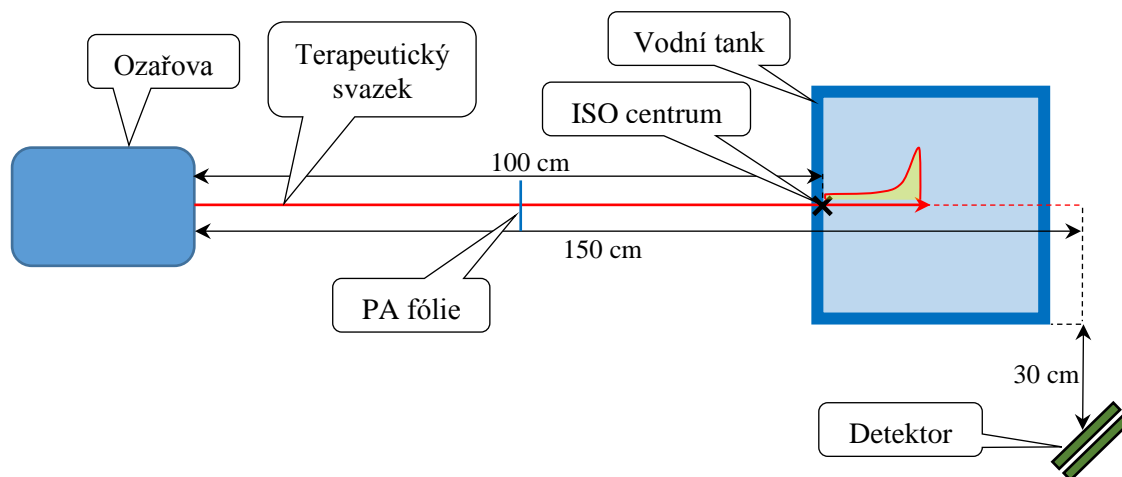 Ozařova
Terapeutický
svazek
Vodní tank
ISO centrum
100 cm
150 cm
PA fólie
30 cm
Detektor